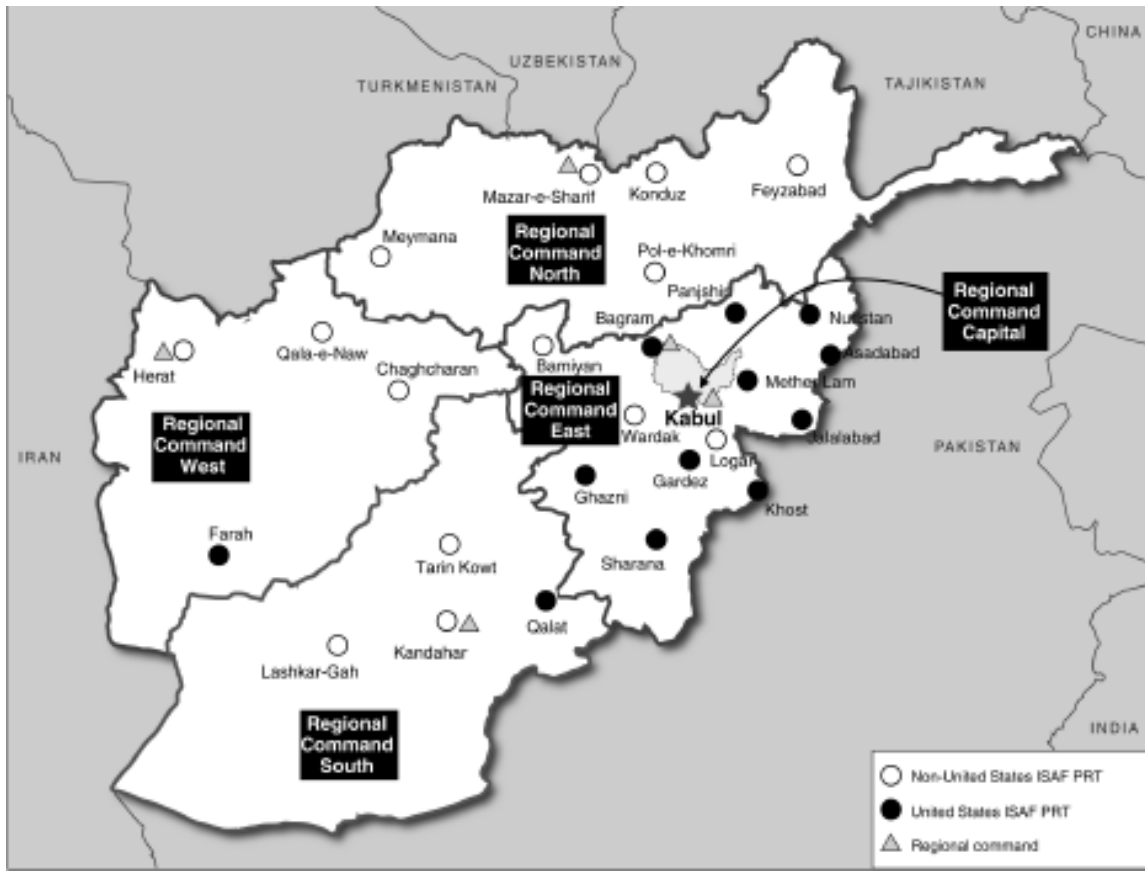 CHINA
UZBEKISTAN
TURKMENISTAN
TAJIKISTAN
Mazar-e-Sharif
Konduz
Feyzabad
Meymana
Regional
Command
North
Pol-e-Khomri
Panjshir
Regional
Command
Capital
Bagram
Nuristan
Qala-e-Naw
Herat
Chaghcharan
Bamiyan
Asadabad
Mether Lam
Regional
Command
East
Kabul
Wardak
Jalalabad
Regional
Command
West
IRAN
PAKISTAN
Logar
Gardez
Ghazni
Khost
Farah
Tarin Kowt
Sharana
Qalat
Kandahar
Lashkar-Gah
Regional
Command
South
INDIA
Non-United States ISAF PRT
United States ISAF PRT
Regional command